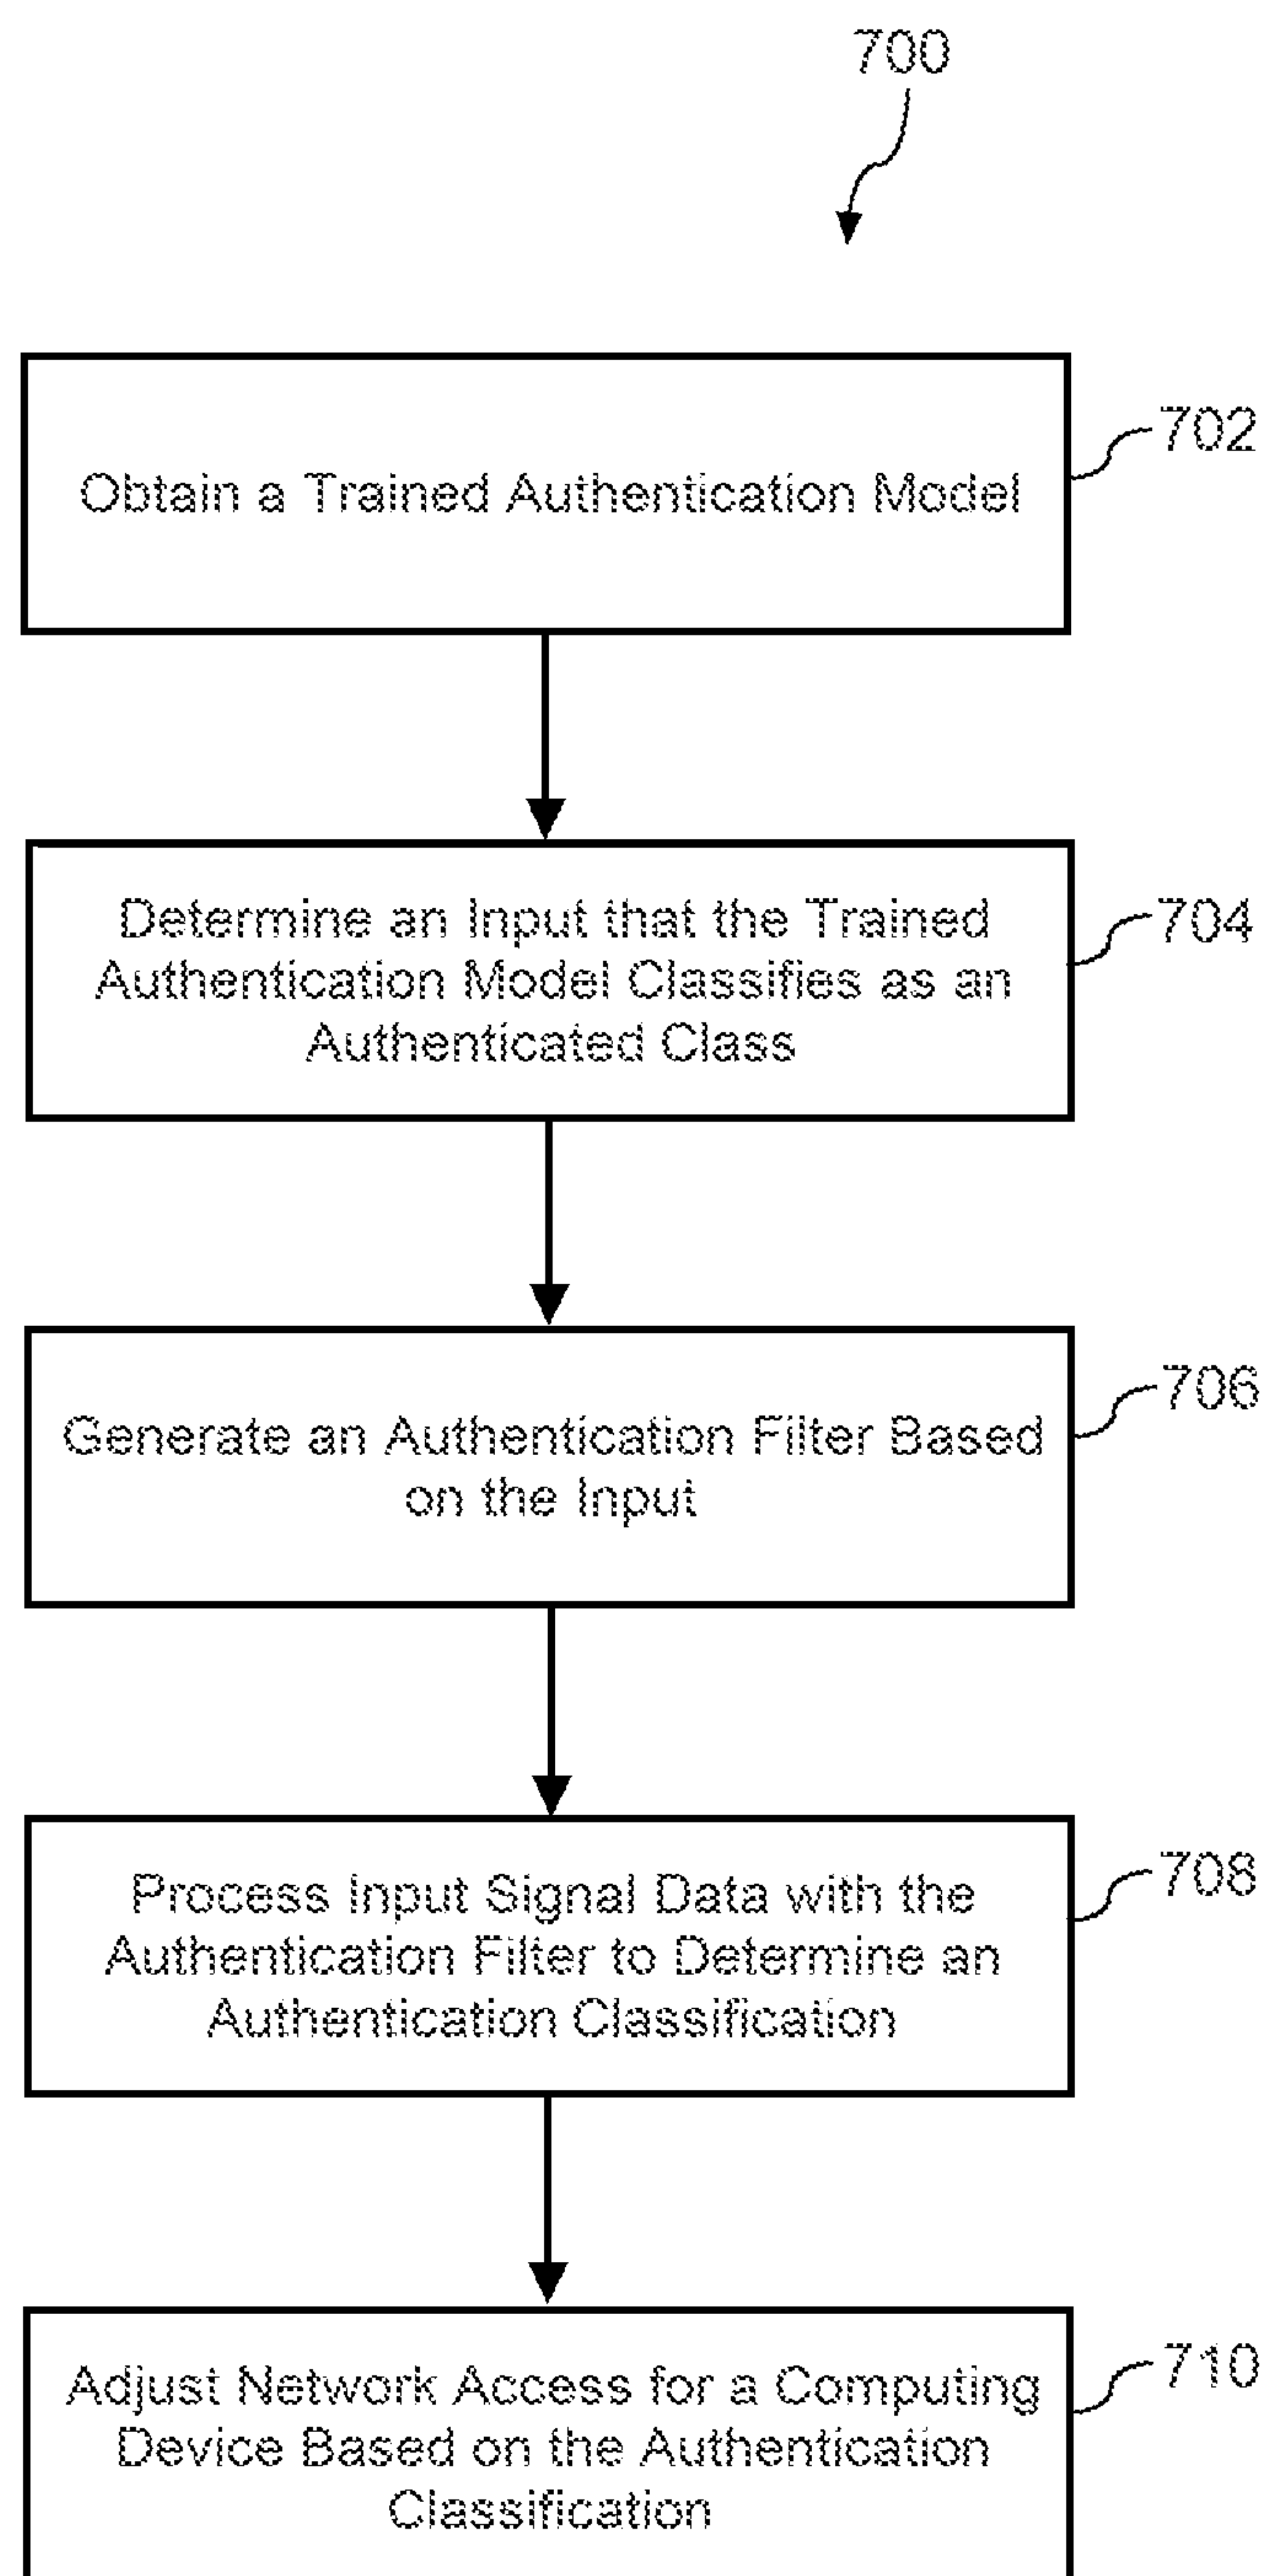 700
Obtain a Trained Authentication Model
702
Determine an Input that the Trained
Authentication Model Classifies as an
Authenticated Class
704
Generate an Authentication Filter Based
on the Input
706
Process Input Signal Data with the
Authentication Filter to Determine an
Authentication Classification
708
Adjust Network Access for a Computing
Device Based on the Authentication
Classification
710